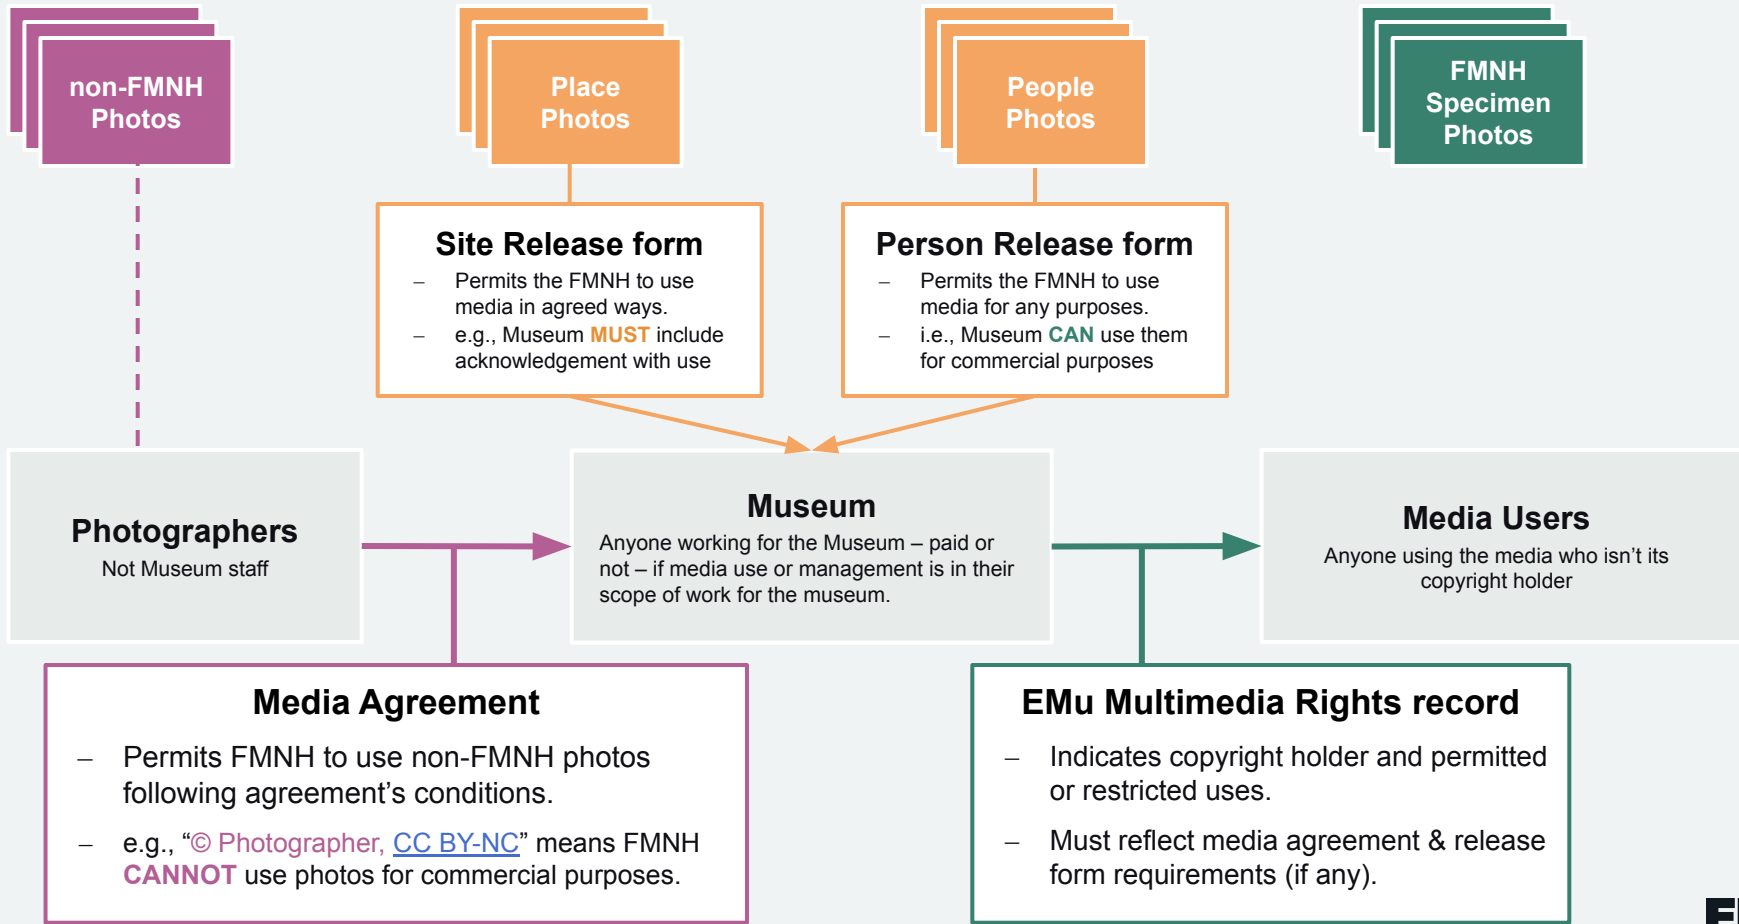 non-FMNH
Photos
Place
Photos
People
Photos
FMNH
Specimen
Photos
Site Release form
– Permits the FMNH to use
media in agreed ways.
– e.g., Museum MUST include
acknowledgement with use
Person Release form
– Permits the FMNH to use
media for any purposes.
– i.e., Museum CAN use them
for commercial purposes
Photographers
Not Museum staff
Museum
Anyone working for the Museum – paid or
not – if media use or management is in their
scope of work for the museum.
Media Users
Anyone using the media who isn't its
copyright holder
Media Agreement
– Permits FMNH to use non-FMNH photos
following agreement's conditions.
– e.g., “© Photographer, CC BY-NC” means FMNH
CANNOT use photos for commercial purposes.
EMu Multimedia Rights record
– Indicates copyright holder and permitted
or restricted uses.
– Must reflect media agreement & release
form requirements (if any).